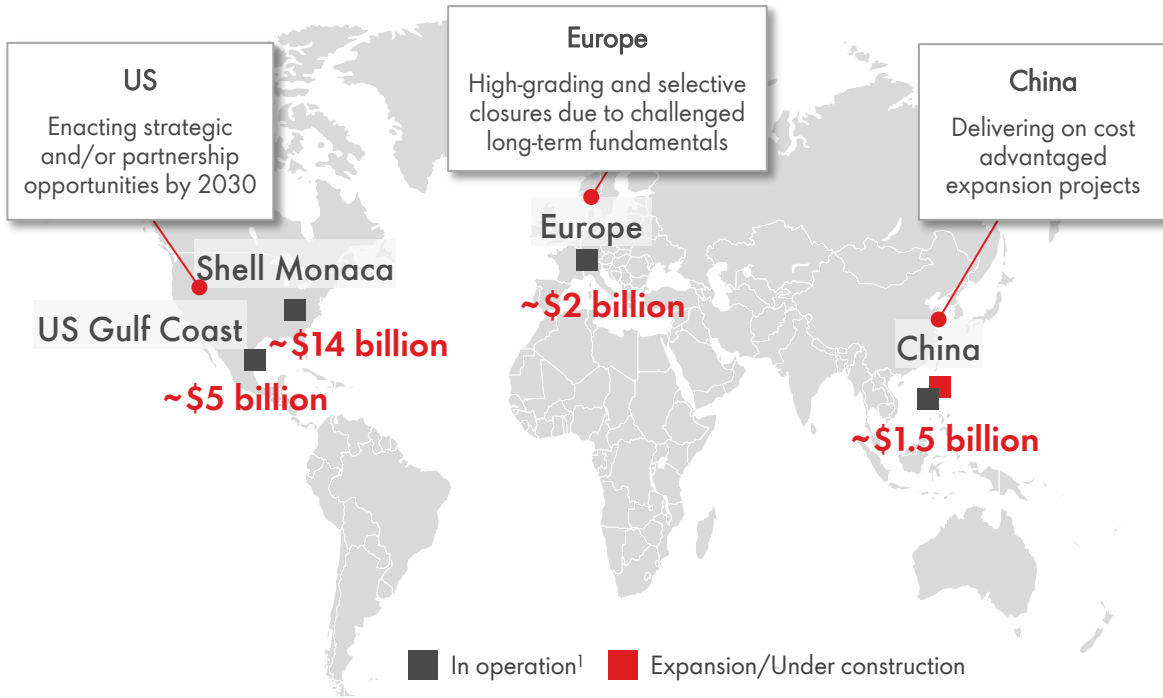 US
Enacting strategic
and/or partnership
opportunities by 2030
Europe
High-grading and selective
closures due to challenged
long-term fundamentals
China
Delivering on cost
advantaged
expansion projects
Shell Monaca
~$14 billion
US Gulf Coast
~$5 billion
Europe
~$2 billion
China
~$1.5 billion
In operation¹
Expansion/Under construction